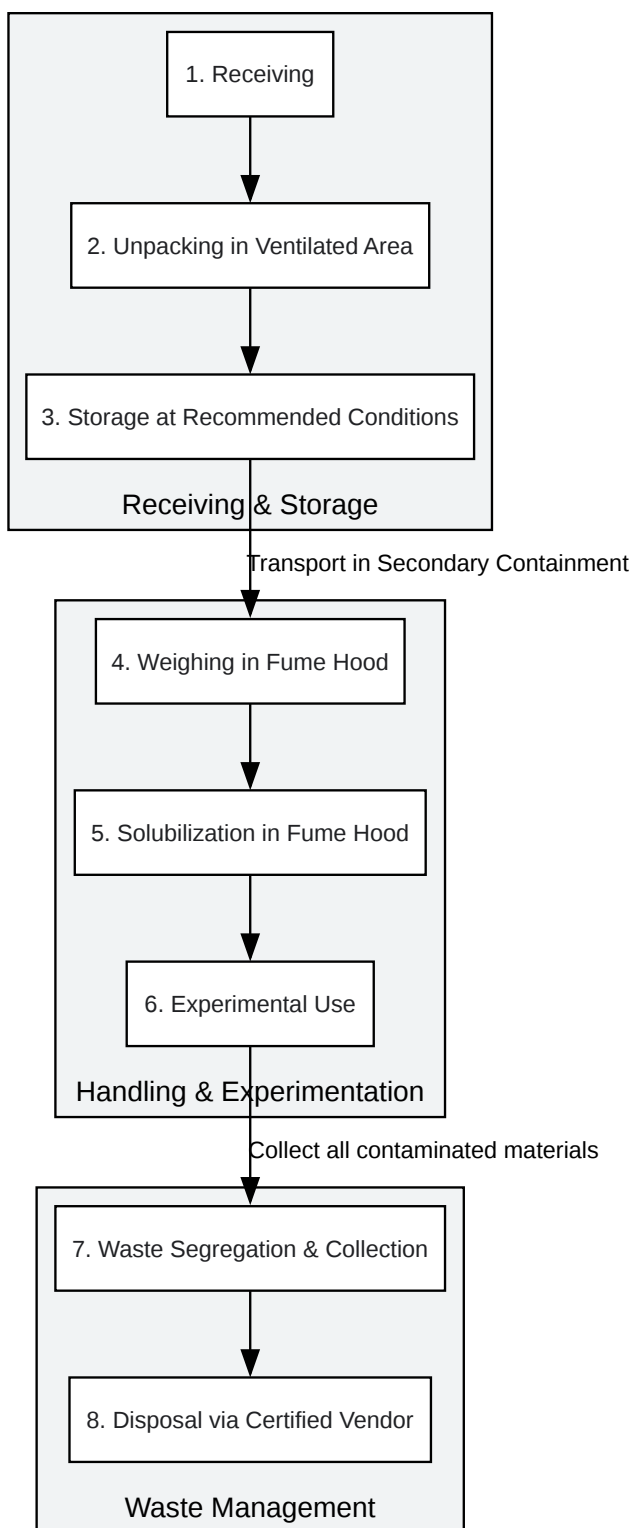 1. Receiving
2. Unpacking in Ventilated Area
3. Storage at Recommended Conditions
Receiving & Storage
Transport in Secondary Containment
4. Weighing in Fume Hood
5. Solubilization in Fume Hood
6. Experimental Use
Handling & Experimentation
Collect all contaminated materials
7. Waste Segregation & Collection
8. Disposal via Certified Vendor
Waste Management